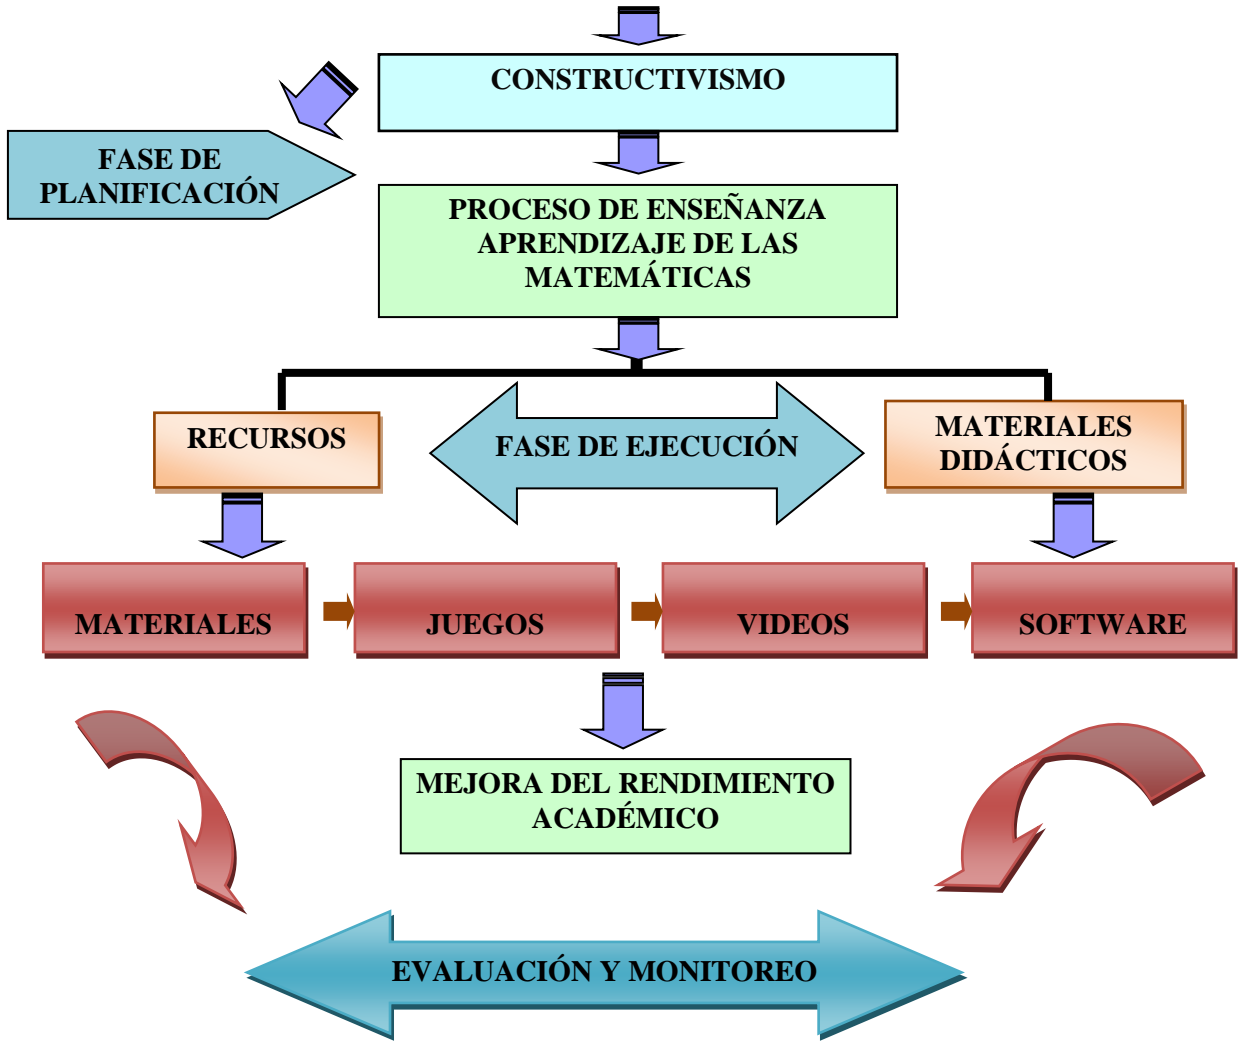 CONSTRUCTIVISMO
FASE DE
PLANIFICACIÓN
PROCESO DE ENSEÑANZA
APRENDIZAJE DE LAS
MATEMÁTICAS
RECURSOS
FASE DE EJECUCIÓN
MATERIALES
DIDÁCTICOS
MATERIALES
JUEGOS
VIDEOS
SOFTWARE
MEJORA DEL RENDIMIENTO
ACADÉMICO
EVALUACIÓN Y MONITOREO